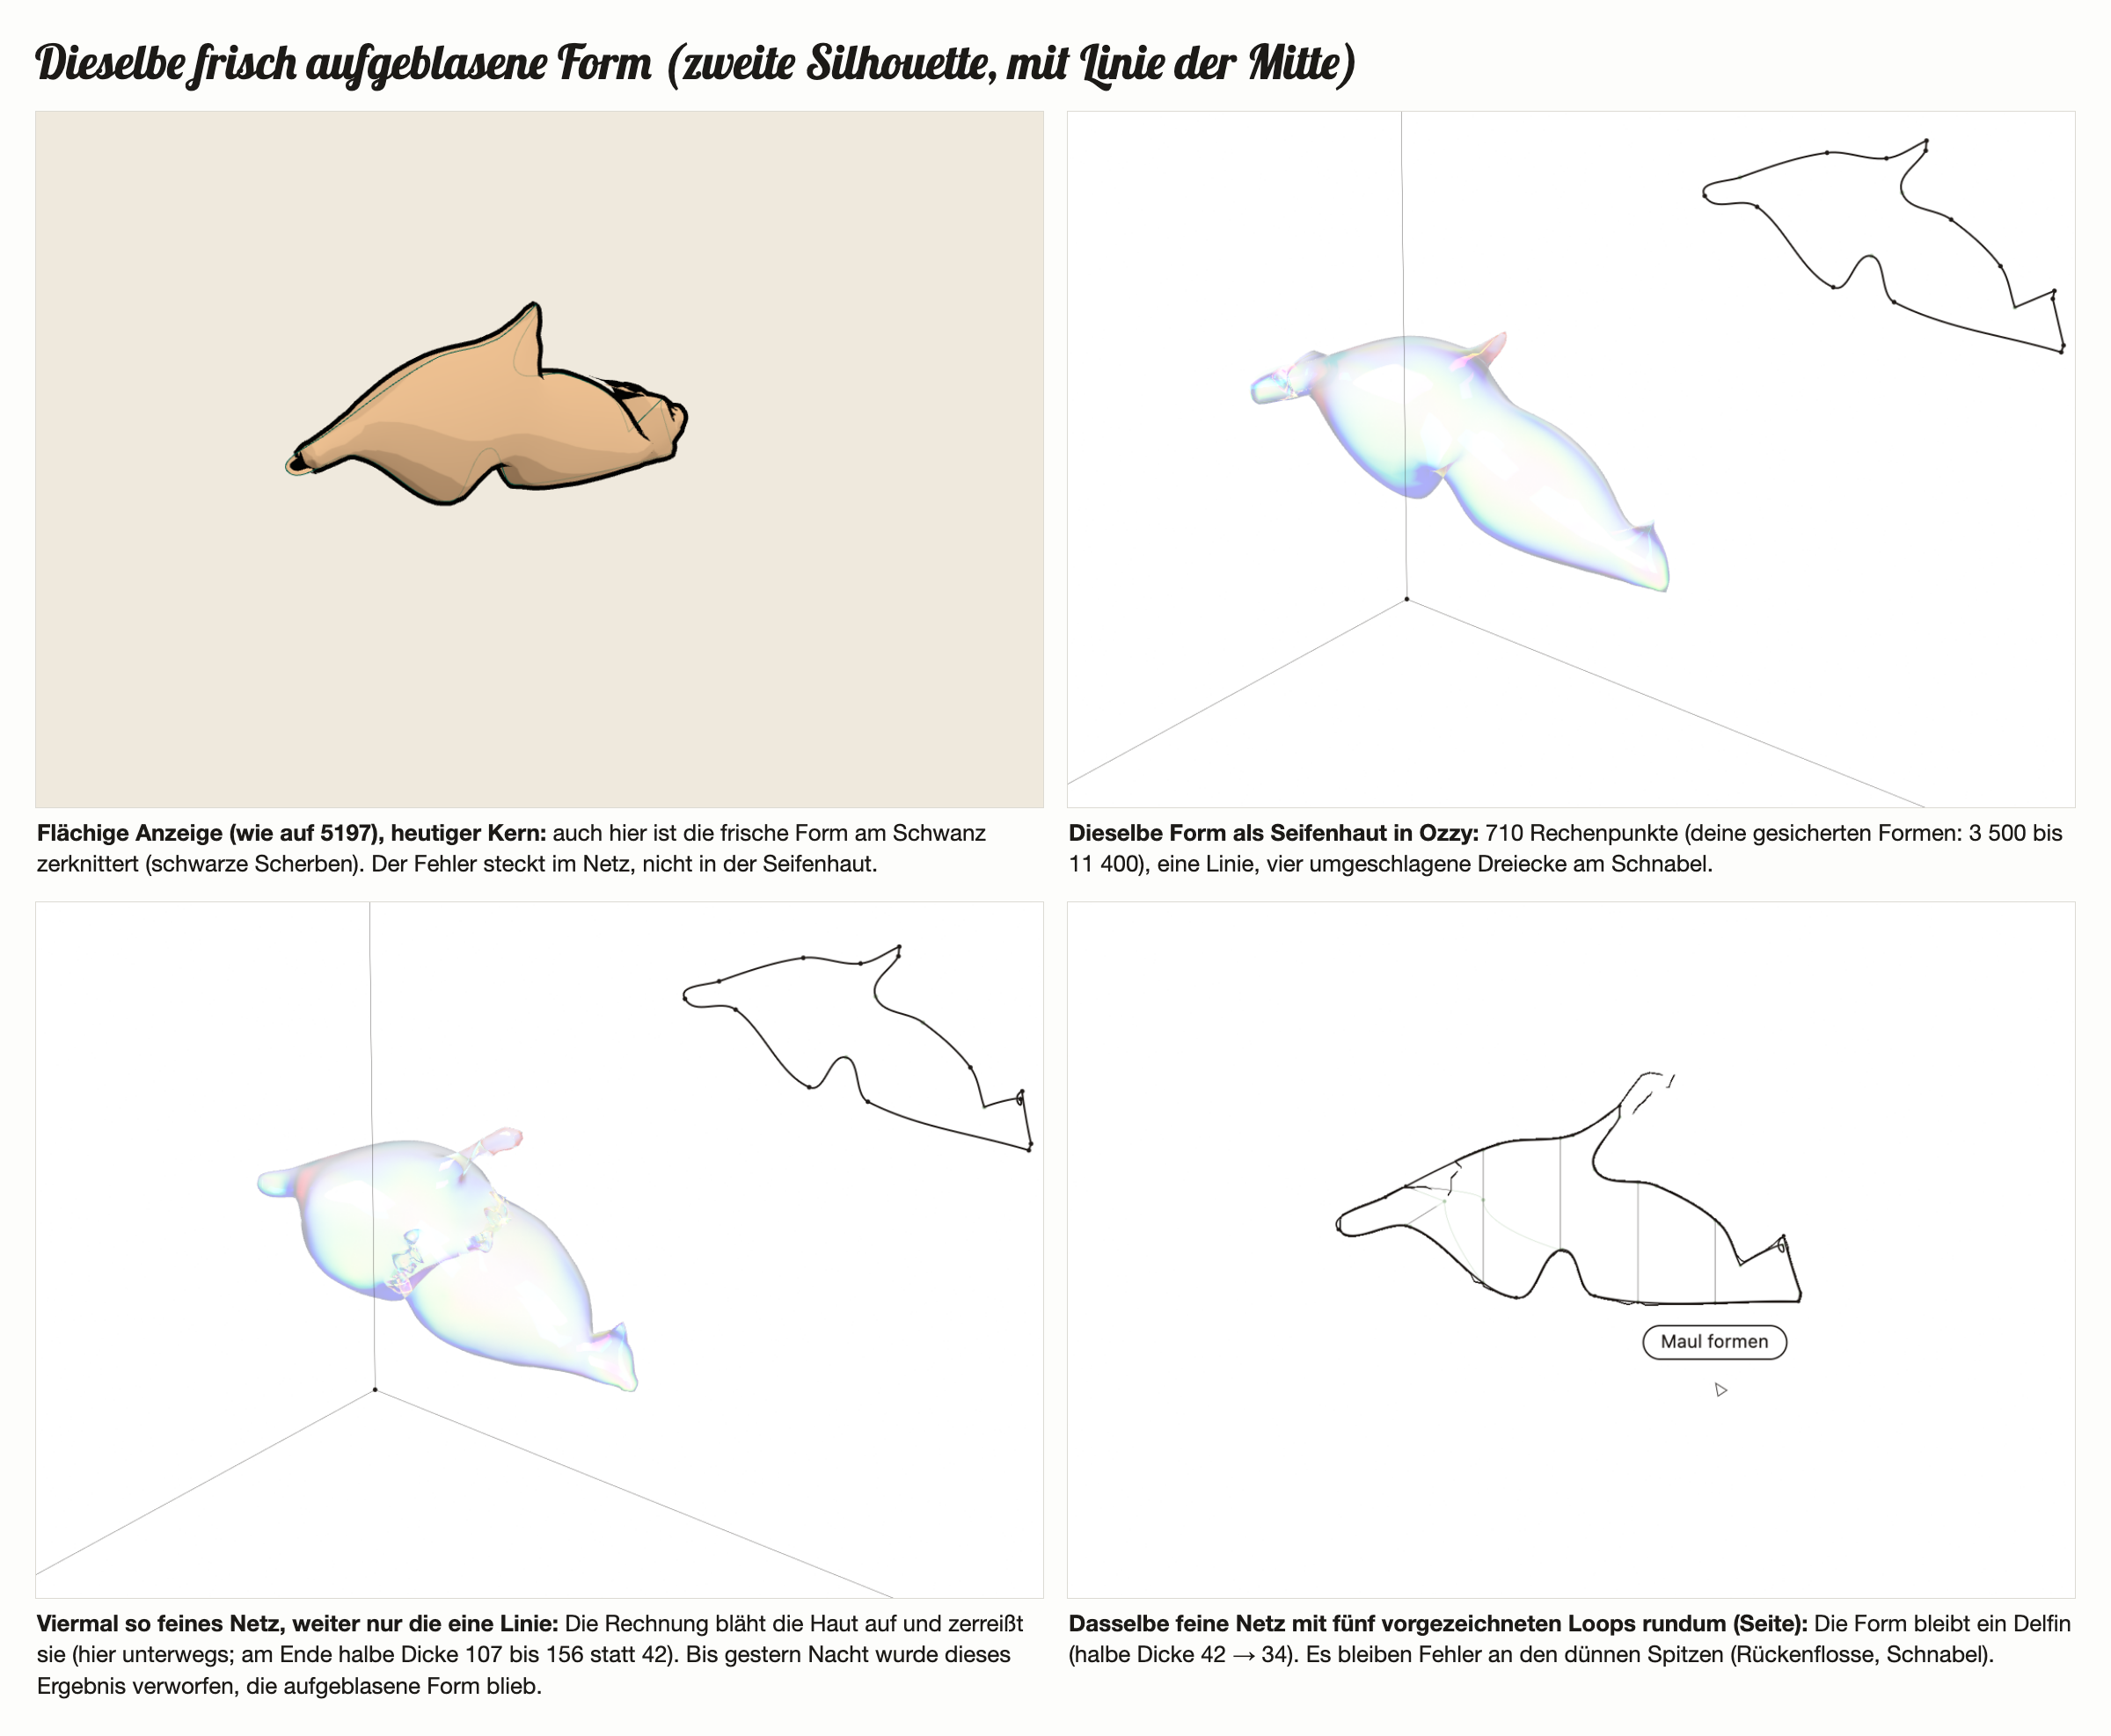 Dieselbe frisch aufgeblasene Form (zweite Silhouette, mit Linie der Mitte)
Flächige Anzeige (wie auf 5197), heutiger Kern: auch hier ist die frische Form am Schwanz
zerknittert (schwarze Scherben). Der Fehler steckt im Netz, nicht in der Seifenhaut.
Dieselbe Form als Seifenhaut in Ozzy: 710 Rechenpunkte (deine gesicherten Formen: 3 500 bis
11 400), eine Linie, vier umgeschlagene Dreiecke am Schnabel.
Maul formen
Viermal so feines Netz, weiter nur die eine Linie: Die Rechnung bläht die Haut auf und zerreißt
sie (hier unterwegs; am Ende halbe Dicke 107 bis 156 statt 42). Bis gestern Nacht wurde dieses
Ergebnis verworfen, die aufgeblasene Form blieb.
Dasselbe feine Netz mit fünf vorgezeichneten Loops rundum (Seite): Die Form bleibt ein Delfin
(halbe Dicke 42 → 34). Es bleiben Fehler an den dünnen Spitzen (Rückenflosse, Schnabel).